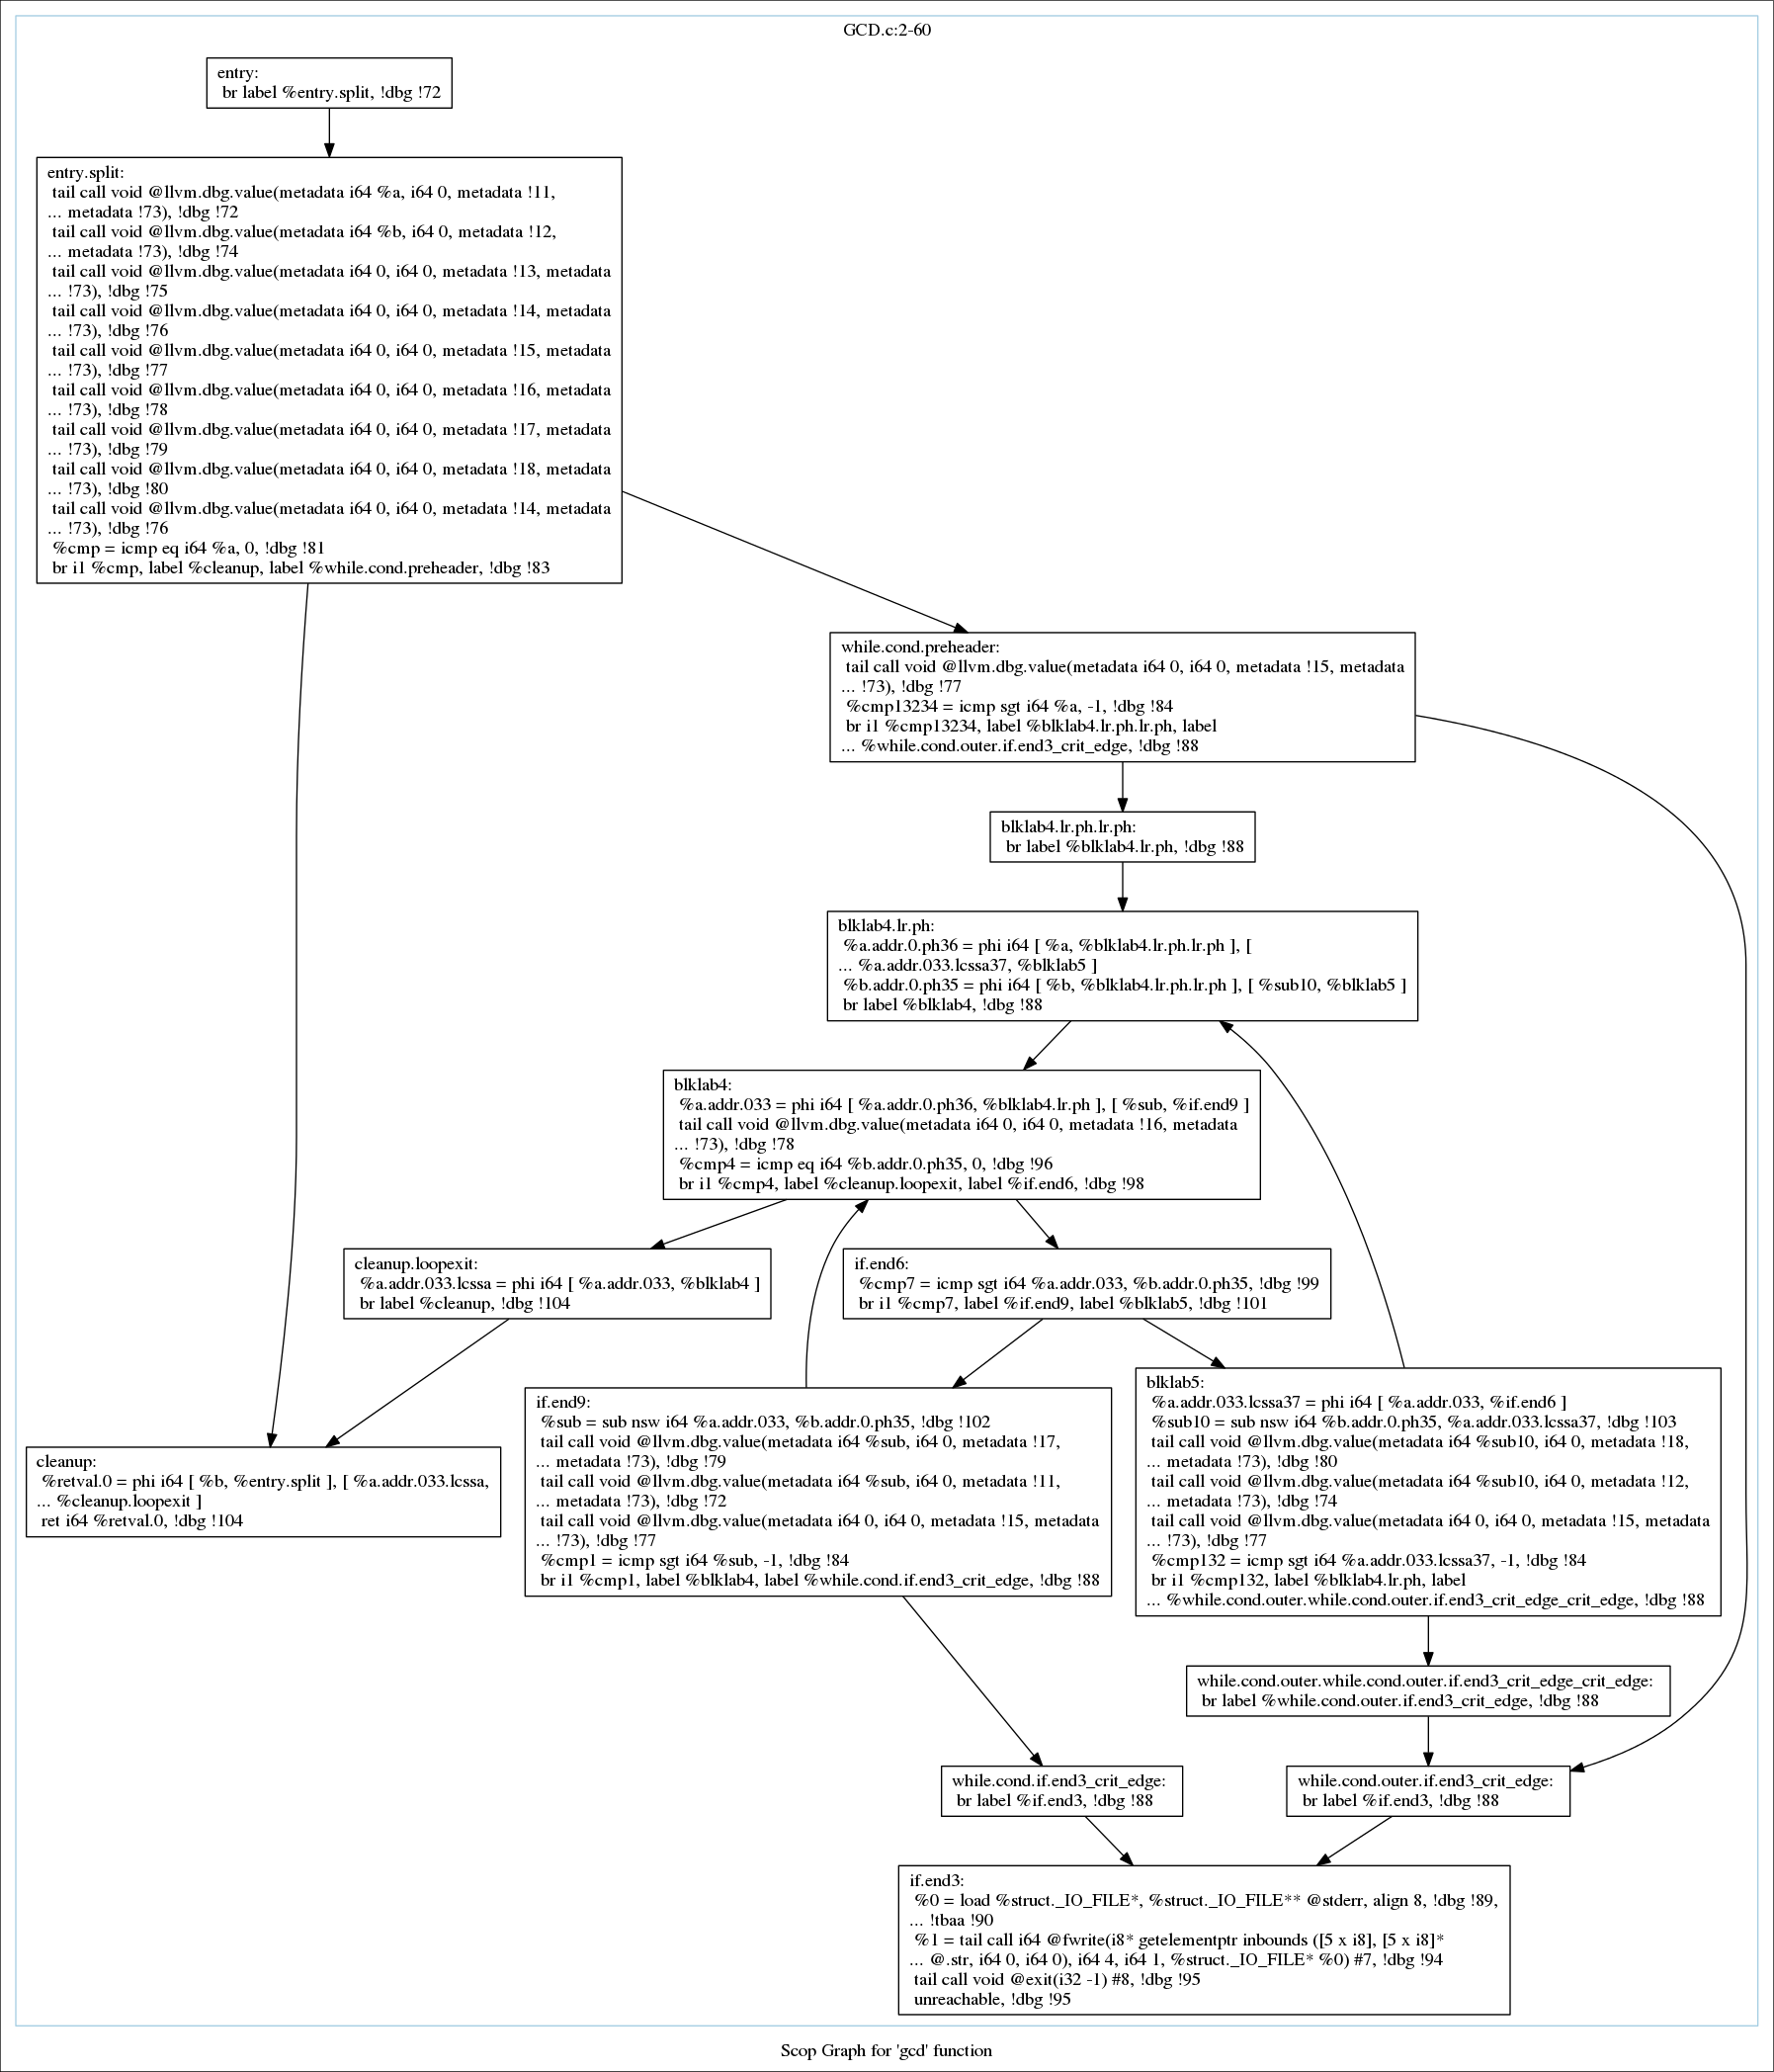 GCD.c:2-60
entry:
br label %entry.split, !dbg !72
entry.split:
tail call void @llvm.dbg.value(metadata i64 %a, i64 0, metadata !11,
... metadata !73), !dbg !72
tail call void @llvm.dbg.value(metadata i64 %b, i64 0, metadata !12,
... metadata !73), !dbg !74
tail call void @llvm.dbg.value(metadata i64 0, i64 0, metadata !13, metadata
... !73), !dbg !75
tail call void @llvm.dbg.value(metadata i64 0, i64 0, metadata !14, metadata
... !73), !dbg !76
tail call void @llvm.dbg.value(metadata i64 0, i64 0, metadata !15, metadata
... !73), !dbg !77
tail call void @llvm.dbg.value(metadata i64 0, i64 0, metadata !16, metadata
... !73), !dbg !78
tail call void @llvm.dbg.value(metadata i64 0, i64 0, metadata !17, metadata
... !73), !dbg !79
tail call void @llvm.dbg.value(metadata i64 0, i64 0, metadata !18, metadata
... !73), !dbg !80
tail call void @llvm.dbg.value(metadata i64 0, i64 0, metadata !14, metadata
... !73), !dbg !76
%cmp = icmp eq i64 %a, 0, !dbg !81
br i1 %cmp, label %cleanup, label %while.cond.preheader, !dbg !83
while.cond.preheader:
tail call void @llvm.dbg.value(metadata i64 0, i64 0, metadata !15, metadata
... !73), !dbg !77
%cmp13234 = icmp sgt i64 %a, -1, !dbg !84
br i1 %cmp13234, label %blklab4.lr.ph.lr.ph, label
... %while.cond.outer.if.end3_crit_edge, !dbg !88
blklab4.lr.ph.lr.ph:
br label %blklab4.lr.ph, !dbg !88
blklab4.lr.ph:
%a.addr.0.ph36 = phi i64 [ %a, %blklab4.lr.ph.lr.ph ], [
... %a.addr.033.lcssa37, %blklab5 ]
%b.addr.0.ph35 = phi i64 [ %b, %blklab4.lr.ph.lr.ph ], [ %sub10, %blklab5 ]
br label %blklab4, !dbg !88
blklab4:
%a.addr.033 = phi i64 [ %a.addr.0.ph36, %blklab4.lr.ph ], [ %sub, %if.end9 ]
tail call void @llvm.dbg.value(metadata i64 0, i64 0, metadata !16, metadata
... !73), !dbg !78
%cmp4 = icmp eq i64 %b.addr.0.ph35, 0, !dbg !96
br i1 %cmp4, label %cleanup.loopexit, label %if.end6, !dbg !98
cleanup.loopexit:
%a.addr.033.lcssa = phi i64 [ %a.addr.033, %blklab4 ]
br label %cleanup, !dbg !104
if.end6:
%cmp7 = icmp sgt i64 %a.addr.033, %b.addr.0.ph35, !dbg !99
br i1 %cmp7, label %if.end9, label %blklab5, !dbg !101
cleanup:
%retval.0 = phi i64 [ %b, %entry.split ], [ %a.addr.033.lcssa,
... %cleanup.loopexit ]
ret i64 %retval.0, !dbg !104
if.end9:
%sub = sub nsw i64 %a.addr.033, %b.addr.0.ph35, !dbg !102
tail call void @llvm.dbg.value(metadata i64 %sub, i64 0, metadata !17,
... metadata !73), !dbg !79
tail call void @llvm.dbg.value(metadata i64 %sub, i64 0, metadata !11,
... metadata !73), !dbg !72
tail call void @llvm.dbg.value(metadata i64 0, i64 0, metadata !15, metadata
... !73), !dbg !77
%cmp1 = icmp sgt i64 %sub, -1, !dbg !84
br i1 %cmp1, label %blklab4, label %while.cond.if.end3_crit_edge, !dbg !88
blklab5:
%a.addr.033.lcssa37 = phi i64 [ %a.addr.033, %if.end6 ]
%sub10 = sub nsw i64 %b.addr.0.ph35, %a.addr.033.lcssa37, !dbg !103
tail call void @llvm.dbg.value(metadata i64 %sub10, i64 0, metadata !18,
... metadata !73), !dbg !80
tail call void @llvm.dbg.value(metadata i64 %sub10, i64 0, metadata !12,
... metadata !73), !dbg !74
tail call void @llvm.dbg.value(metadata i64 0, i64 0, metadata !15, metadata
... !73), !dbg !77
%cmp132 = icmp sgt i64 %a.addr.033.lcssa37, -1, !dbg !84
br i1 %cmp132, label %blklab4.lr.ph, label
... %while.cond.outer.while.cond.outer.if.end3_crit_edge_crit_edge, !dbg !88
while.cond.outer.while.cond.outer.if.end3_crit_edge_crit_edge:
br label %while.cond.outer.if.end3_crit_edge, !dbg !88
while.cond.if.end3_crit_edge:
br label %if.end3, !dbg !88
while.cond.outer.if.end3_crit_edge:
br label %if.end3, !dbg !88
if.end3:
%0 = load %struct._IO_FILE*, %struct._IO_FILE** @stderr, align 8, !dbg !89,
... !tbaa !90
%1 = tail call i64 @fwrite(i8* getelementptr inbounds ([5 x i8], [5 x i8]*
... @.str, i64 0, i64 0), i64 4, i64 1, %struct._IO_FILE* %0) #7, !dbg !94
tail call void @exit(i32 -1) #8, !dbg !95
unreachable, !dbg !95
Scop Graph for 'gcd' function